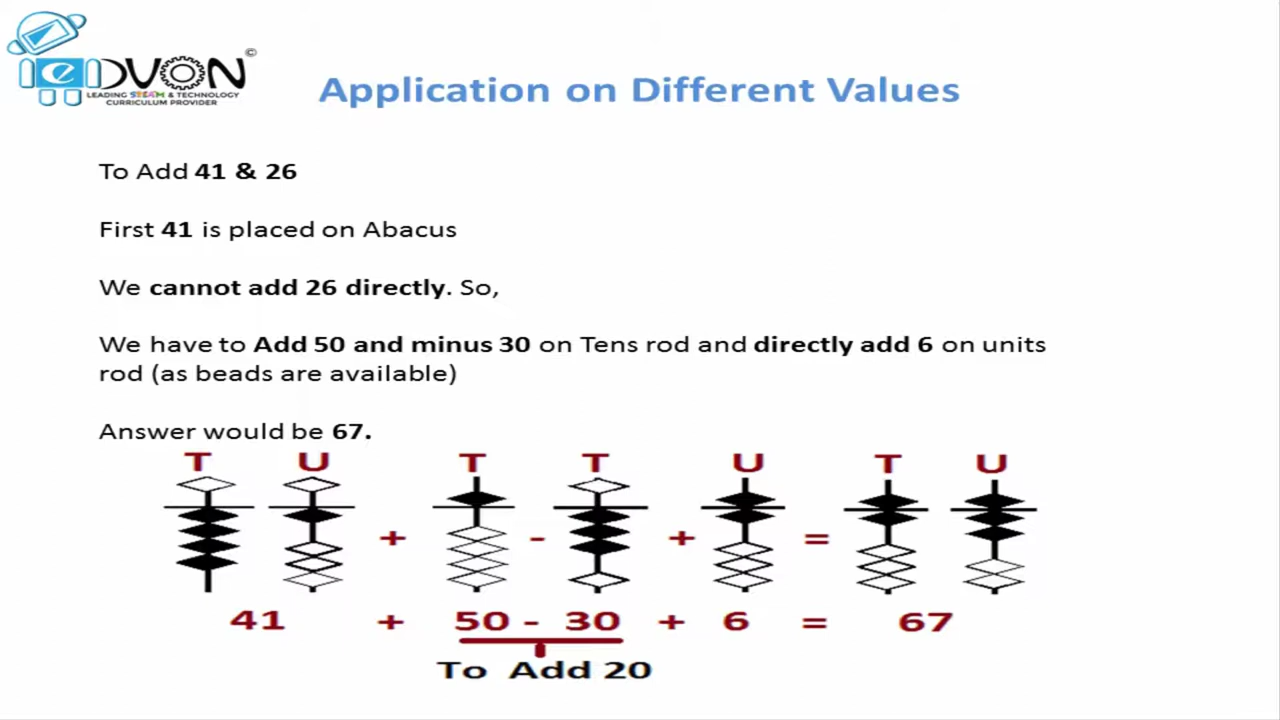 eDVON©
LEADING STEAM & TECHNOLOGY
CURRICULUM PROVIDER
Application on Different Values
To Add 41 & 26
First 41 is placed on Abacus
We cannot add 26 directly. So,
We have to Add 50 and minus 30 on Tens rod and directly add 6 on units
rod (as beads are available)
Answer would be 67.
T U T T U T U
+ - + =
41 + 50 - 30 + 6 = 67
To Add 20